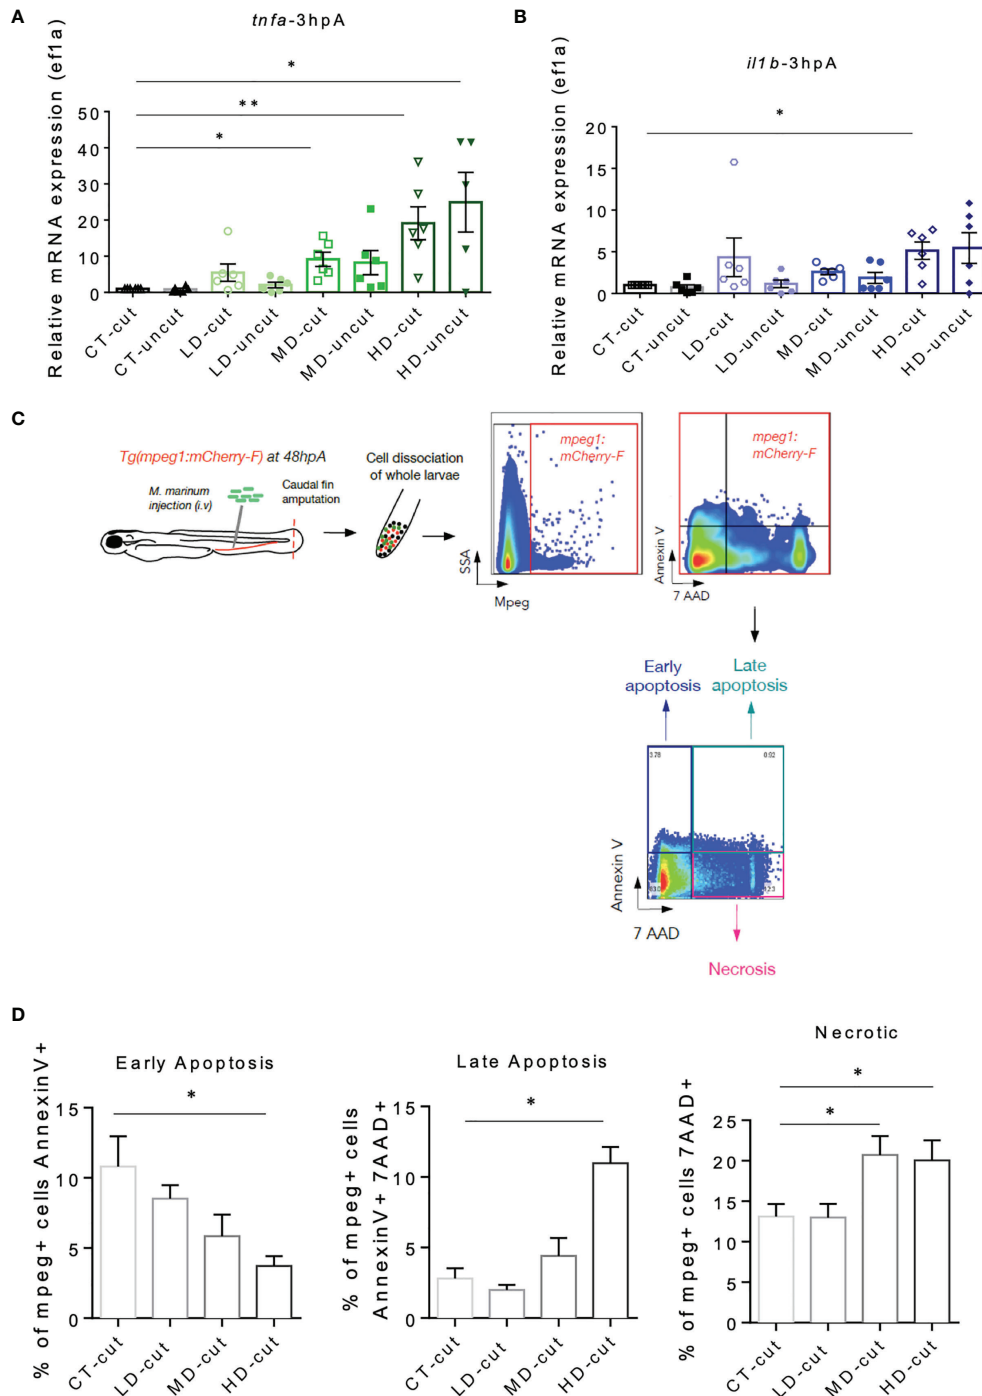 A
tnfa-3hpA
Relative mRNA expression (ef1a)
50
40
30
20
10
0
*
**
*
CT-cut
CT-uncut
LD-cut
LD-uncut
MD-cut
MD-uncut
HD-cut
HD-uncut
B
il1b-3hpA
Relative mRNA expression (ef1a)
20
15
10
5
0
*
CT-cut
CT-uncut
LD-cut
LD-uncut
MD-cut
MD-uncut
HD-cut
HD-uncut
C
Tg(mpeg1:mCherry-F) at 48hpA
M. marinum
injection (i.v)
Caudal fin
amputation
Cell dissociation
of whole larvae
mpeg1:
mCherry-F
SSA
Mpeg
mpeg1:
mCherry-F
Annexin V
7 AAD
Early
apoptosis
Late
apoptosis
3.78
0.92
Annexin V
7 AAD
Necrosis
D
Early Apoptosis
% of mpeg+ cells AnnexinV+
15
10
5
0
*
CT-cut
LD-cut
MD-cut
HD-cut
Late Apoptosis
% of mpeg+ cells
AnnexinV+ 7AAD+
15
10
5
0
*
CT-cut
LD-cut
MD-cut
HD-cut
Necrotic
% of mpeg+ cells 7AAD+
25
20
15
10
5
0
*
*
CT-cut
LD-cut
MD-cut
HD-cut